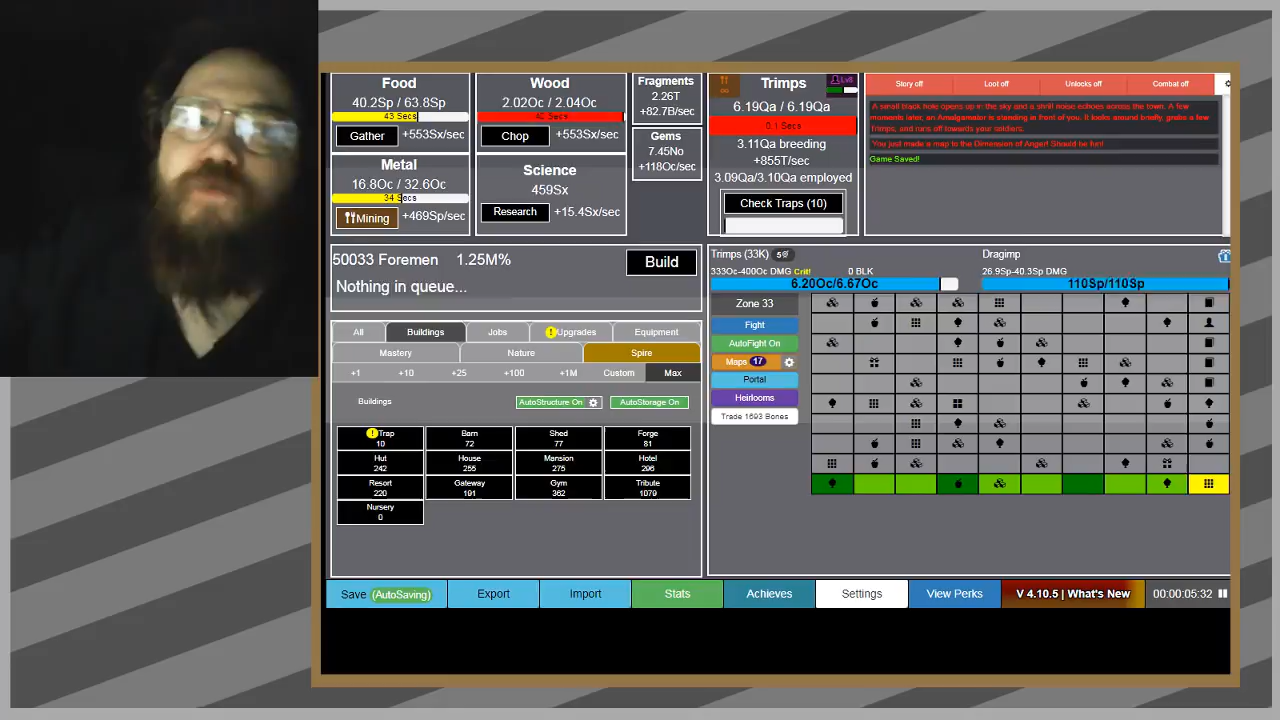 Food
40.2Sp / 63.8Sp
43 Secs
Gather +553Sx/sec
Wood
2.02Oc / 2.04Oc
40 Secs
Chop +553Sx/sec
Metal
16.8Oc / 32.6Oc
34 Secs
Mining +469Sp/sec
Science
459Sx
Research +15.4Sx/sec
Fragments
2.26T
+82.7B/sec
Gems
7.45No
+118Oc/sec
Trimps
Lv8
6.19Qa / 6.19Qa
0.1 Secs
3.11Qa breeding
+855T/sec
3.09Qa/3.10Qa employed
Check Traps (10)
Story off Loot off Unlocks off Combat off
A small black hole opens up in the sky and a shrill noise echoes across the town. A few
moments later, an Amalgamator is standing in front of you. It looks around briefly, grabs a few
Trimps, and runs off towards your soldiers.
You just made a map to the Dimension of Anger! Should be fun!
Game Saved!
50033 Foremen 1.25M% Build
Nothing in queue...
Trimps (33K)
333Oc-400Oc DMG Crit! 0 BLK
6.20Oc/6.67Oc
Dragimp
26.9Sp-40.3Sp DMG
110Sp/110Sp
All Buildings Jobs Upgrades Equipment
Mastery Nature Spire
+1 +10 +25 +100 +1M Custom Max
Buildings AutoStructure On AutoStorage On
Trap
10
Barn
72
Shed
77
Forge
81
Hut
242
House
255
Mansion
275
Hotel
296
Resort
220
Gateway
191
Gym
362
Tribute
1079
Nursery
0
Zone 33
Fight
AutoFight On
Maps 17
Portal
Heirlooms
Trade 1693 Bones
Save (AutoSaving) Export Import Stats Achieves Settings View Perks V 4.10.5 | What's New 00:00:05:32